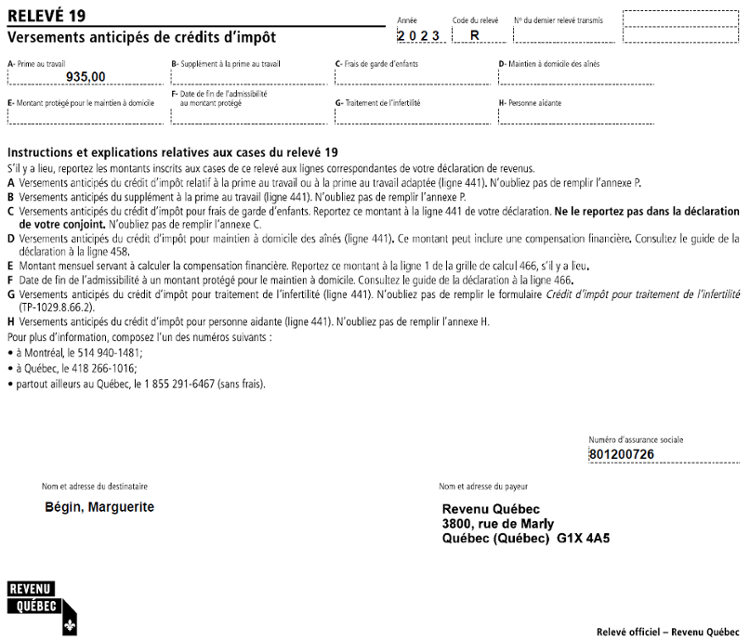 RELEVÉ 19
Versements anticipés de crédits d'impôt
Année
2023
Code du relevé
R
N° du dernier relevé transmis
A- Prime au travail
935,00
B- Supplément à la prime au travail
C- Frais de garde d'enfants
D- Maintien à domicile des aînés
E- Montant protégé pour le maintien à domicile
F- Date de fin de l'admissibilité
au montant protégé
G- Traitement de l'infertilité
H- Personne aidante
Instructions et explications relatives aux cases du relevé 19
S'il y a lieu, reportez les montants inscrits aux cases de ce relevé aux lignes correspondantes de votre déclaration de revenus.
A Versements anticipés du crédit d'impôt relatif à la prime au travail ou à la prime au travail adaptée (ligne 441). N'oubliez pas de remplir l'annexe P.
B Versements anticipés du supplément à la prime au travail (ligne 441). N'oubliez pas de remplir l'annexe P.
C Versements anticipés du crédit d'impôt pour frais de garde d'enfants. Reportez ce montant à la ligne 441 de votre déclaration. Ne le reportez pas dans la déclaration
de votre conjoint. N'oubliez pas de remplir l'annexe C.
D Versements anticipés du crédit d'impôt pour maintien à domicile des aînés (ligne 441). Ce montant peut inclure une compensation financière. Consultez le guide de la
déclaration à la ligne 458.
E Montant mensuel servant à calculer la compensation financière. Reportez ce montant à la ligne 1 de la grille de calcul 466, s'il y a lieu.
F Date de fin de l'admissibilité à un montant protégé pour le maintien à domicile. Consultez le guide de la déclaration à la ligne 466.
G Versements anticipés du crédit d'impôt pour traitement de l'infertilité (ligne 441). N'oubliez pas de remplir le formulaire Crédit d'impôt pour traitement de l'infertilité
(TP-1029.8.66.2).
H Versements anticipés du crédit d'impôt pour personne aidante (ligne 441). N'oubliez pas de remplir l'annexe H.
Pour plus d'information, composez l'un des numéros suivants :
• à Montréal, le 514 940-1481;
• à Québec, le 418 266-1016;
• partout ailleurs au Québec, le 1 855 291-6467 (sans frais).
Numéro d'assurance sociale
801200726
Nom et adresse du destinataire
Bégin, Marguerite
Nom et adresse du payeur
Revenu Québec
3800, rue de Marly
Québec (Québec) G1X 4A5
REVENU
QUÉBEC
Relevé officiel – Revenu Québec